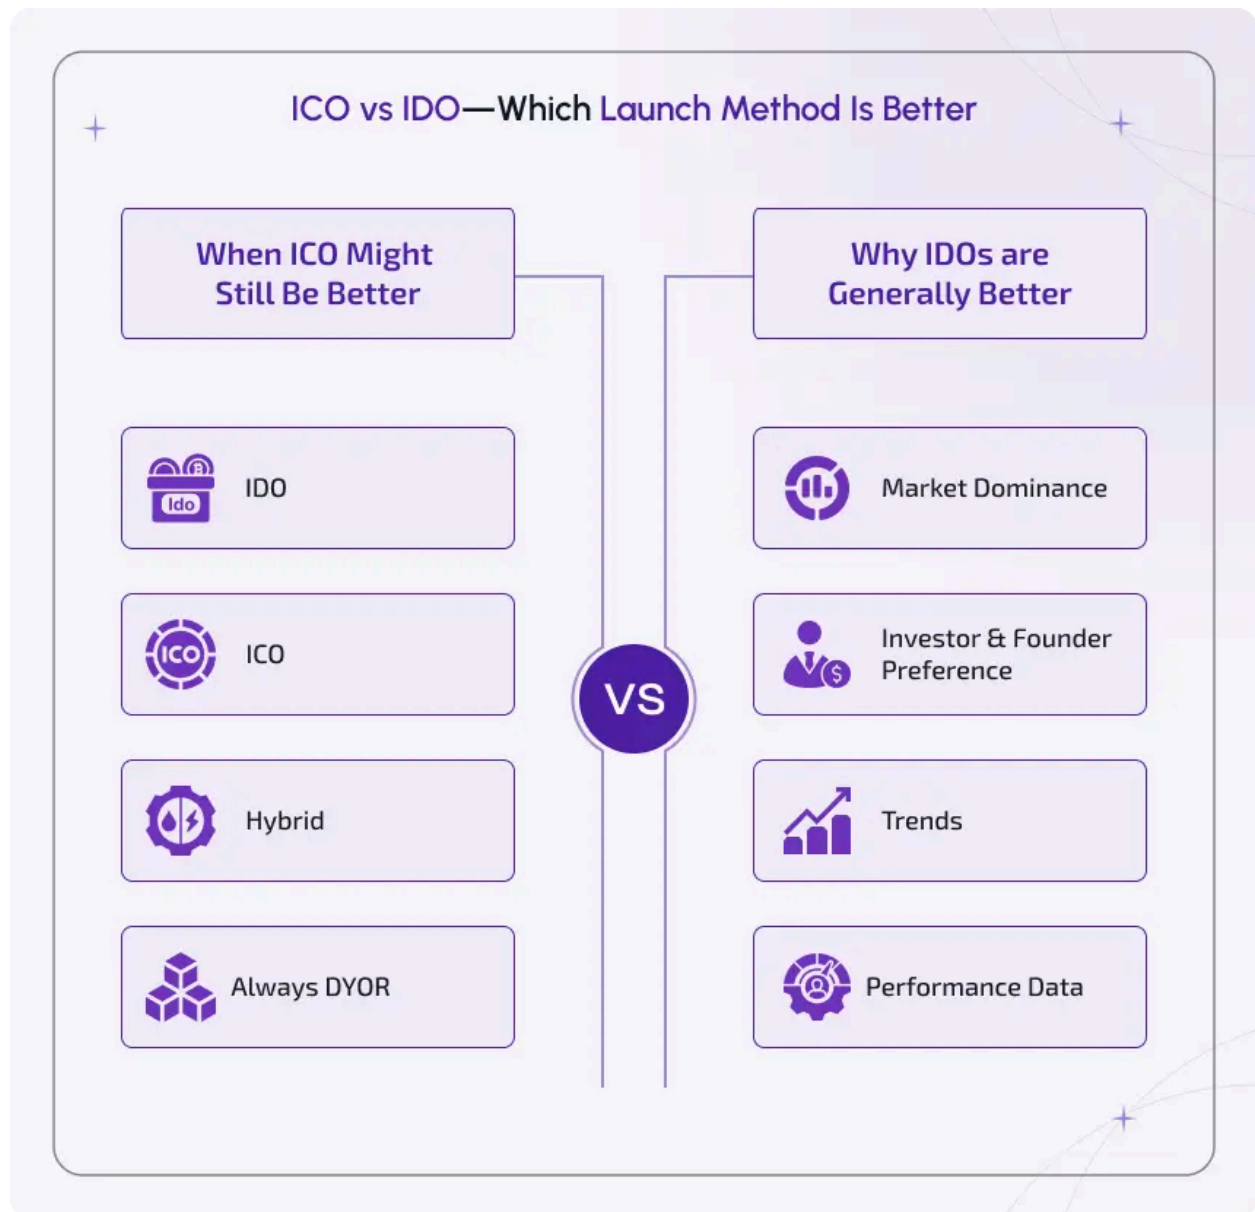 ICO vs IDO—Which Launch Method Is Better
When ICO Might
Still Be Better
Ido
IDO
ICO
ICO
Hybrid
Always DYOR
VS
Why IDOs are
Generally Better
Market Dominance
Investor & Founder
Preference
$
Trends
Performance Data